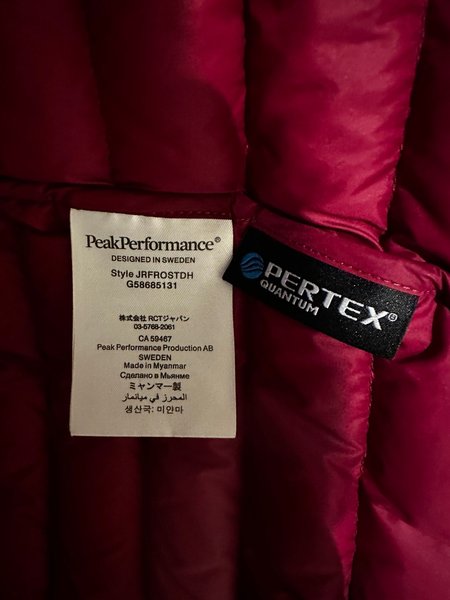 PeakPerformance®
DESIGNED IN SWEDEN
Style JRFROSTDH
G58685131
株式会社 RCTジャパン
03-5768-2061
CA 59467
Peak Performance Production AB
SWEDEN
Made in Myanmar
Сделано в Мьянме
ミャンマー製
المحرز في ميانمار
생산국: 미얀마
PERTEX®
QUANTUM